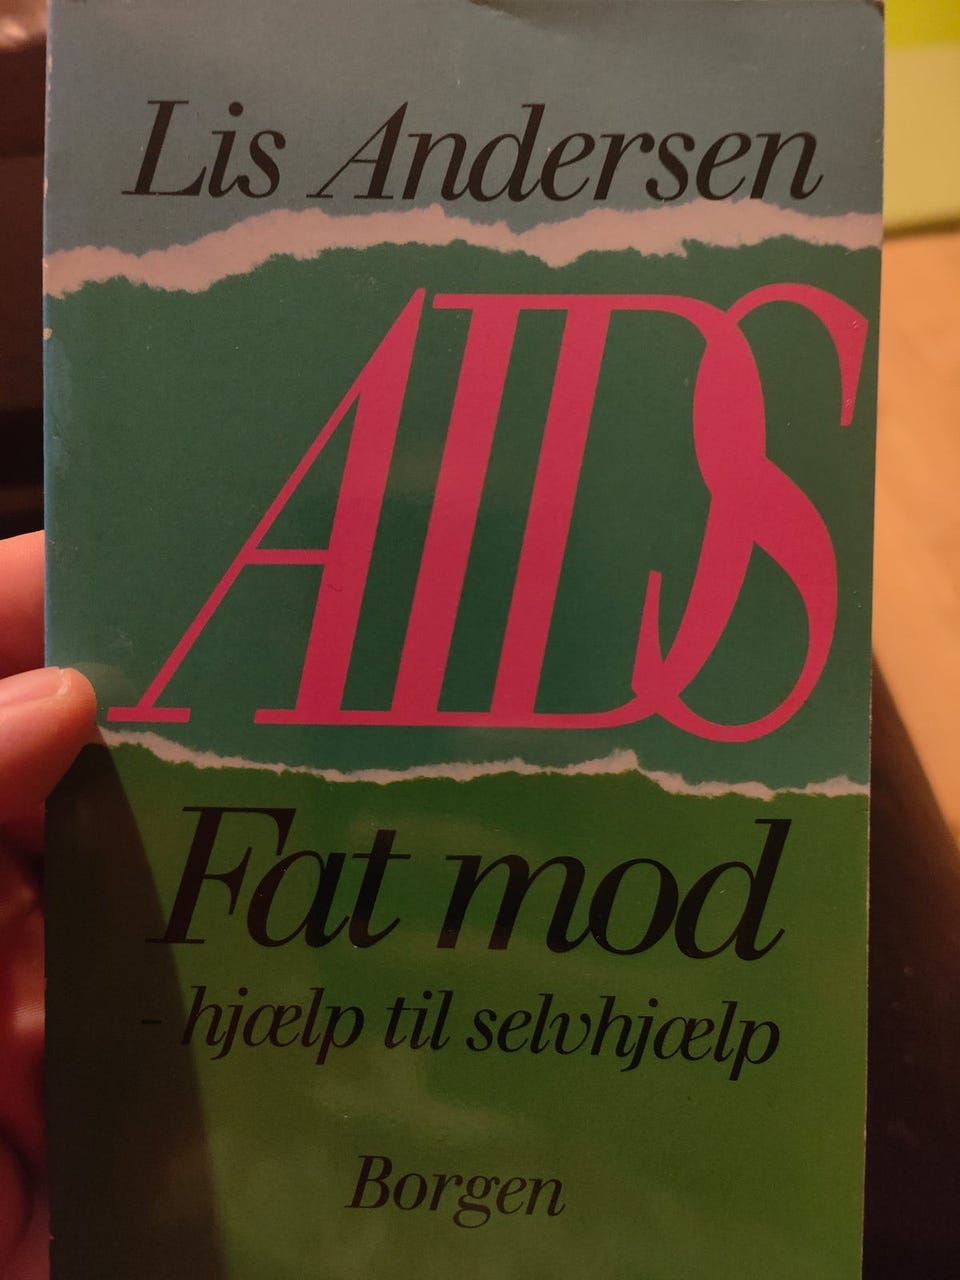 Lis Andersen
AIDS
Fat mod
- hjælp til selvhjælp
Borgen